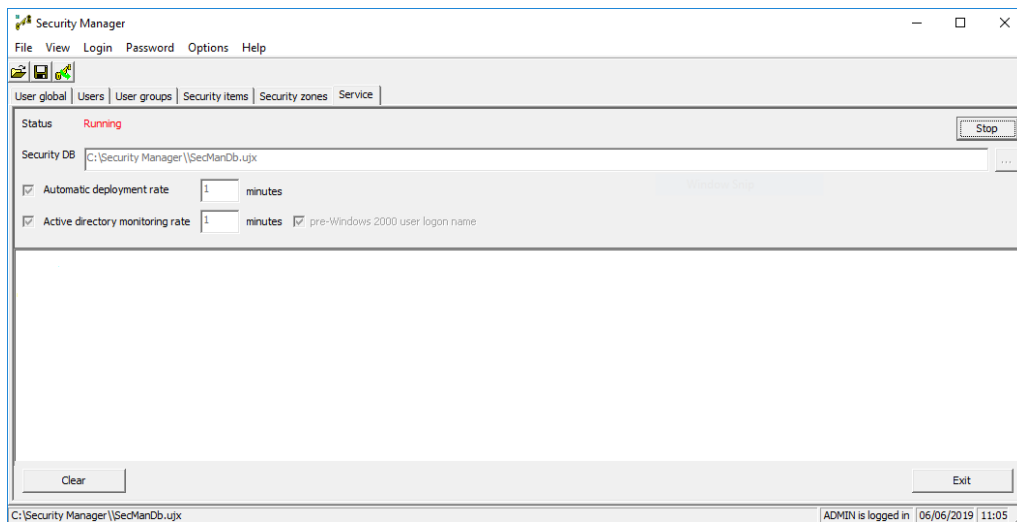 Security Manager
File View Login Password Options Help
User global Users User groups Security items Security zones Service
Status Running Stop
Security DB C:\Security Manager\\SecManDb.ujx ...
Automatic deployment rate 1 minutes
Active directory monitoring rate 1 minutes pre-Windows 2000 user logon name
Clear Exit
C:\Security Manager\\SecManDb.ujx ADMIN is logged in 06/06/2019 11:05